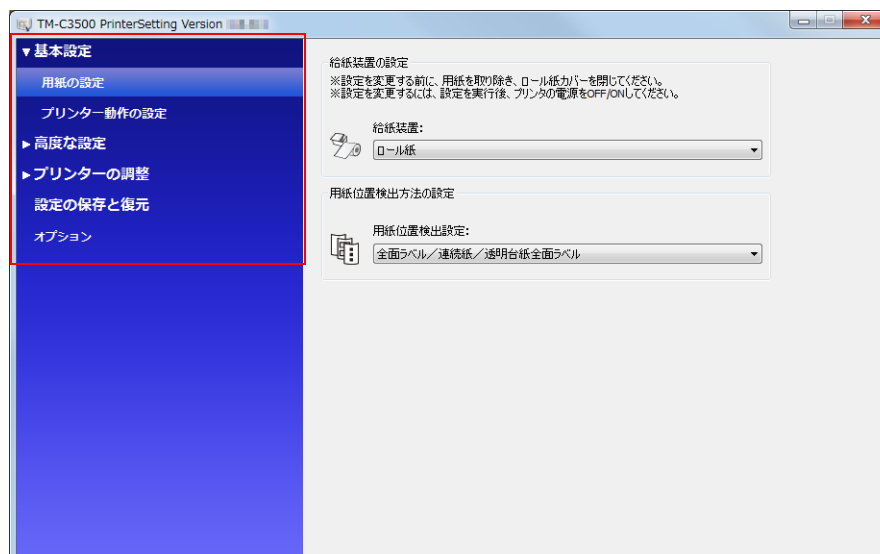 TM-C3500 PrinterSetting Version
▼基本設定
用紙の設定
プリンター動作の設定
▶高度な設定
▶プリンターの調整
設定の保存と復元
オプション
給紙装置の設定
※設定を変更する前に、用紙を取り除き、ロール紙カバーを閉じてください。
※設定を変更するには、設定を実行後、プリンタの電源をOFF/ONしてください。
給紙装置:
ロール紙
用紙位置検出方法の設定
用紙位置検出設定:
全面ラベル／連続紙／透明台紙全面ラベル